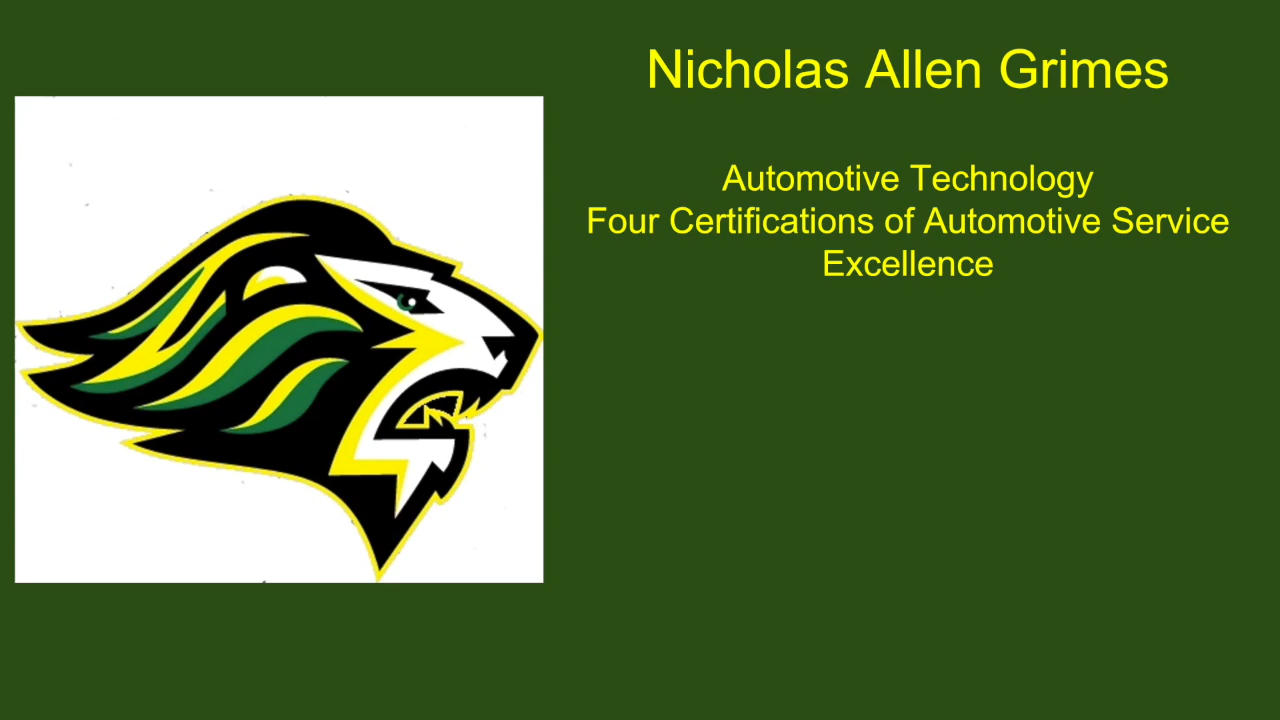 Nicholas Allen Grimes
Automotive Technology
Four Certifications of Automotive Service
Excellence